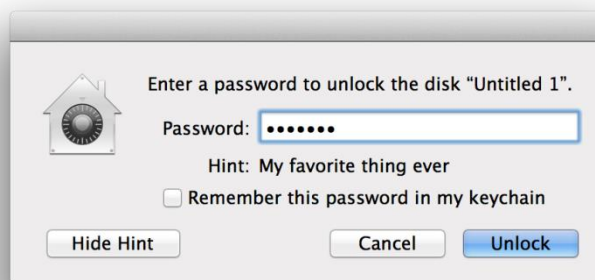 Enter a password to unlock the disk “Untitled 1”.
Password: •••••••
Hint: My favorite thing ever
Remember this password in my keychain
Hide Hint Cancel Unlock